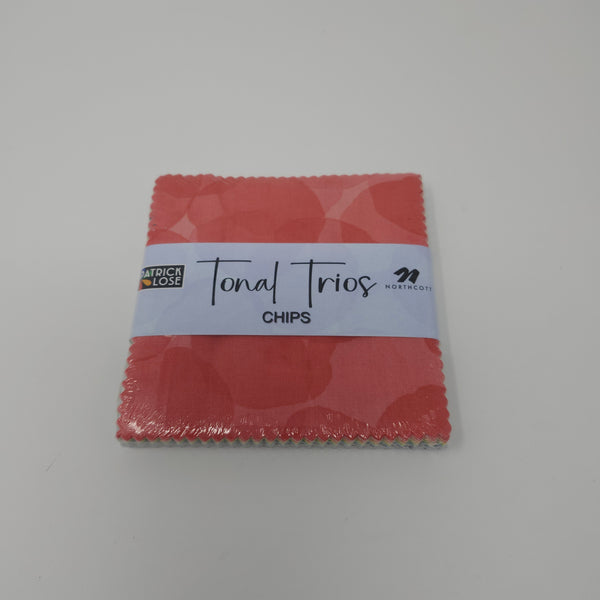 PATRICK
LOSE
Tonal Trios
CHIPS
NORTHCOTT